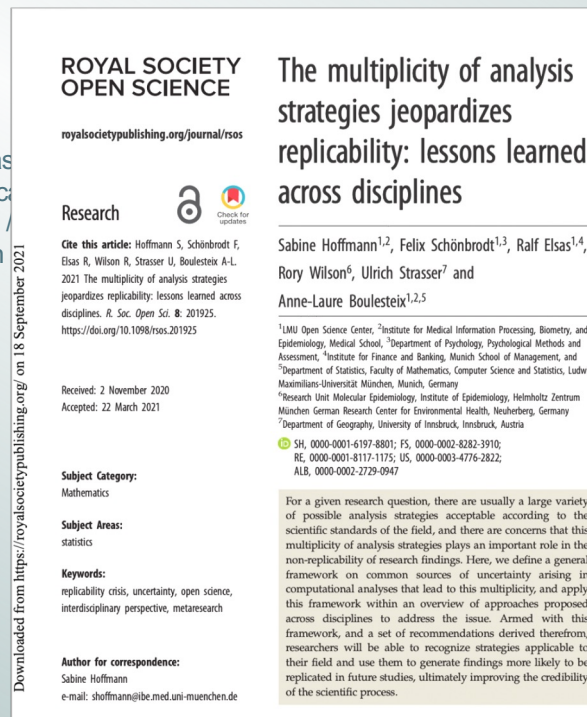 ROYAL SOCIETY
OPEN SCIENCE
royalsocietypublishing.org/journal/rsos
Research
Check for
updates
Cite this article: Hoffmann S, Schönbrodt F,
Elsas R, Wilson R, Strasser U, Boulesteix A-L.
2021 The multiplicity of analysis strategies
jeopardizes replicability: lessons learned across
disciplines. R. Soc. Open Sci. 8: 201925.
https://doi.org/10.1098/rsos.201925
Received: 2 November 2020
Accepted: 22 March 2021
Subject Category:
Mathematics
Subject Areas:
statistics
Keywords:
replicability crisis, uncertainty, open science,
interdisciplinary perspective, metaresearch
Author for correspondence:
Sabine Hoffmann
e-mail: shoffmann@ibe.med.uni-muenchen.de
The multiplicity of analysis
strategies jeopardizes
replicability: lessons learned
across disciplines
Sabine Hoffmann1,2, Felix Schönbrodt1,3, Ralf Elsas1,4,
Rory Wilson6, Ulrich Strasser7 and
Anne-Laure Boulesteix1,2,5
1LMU Open Science Center, 2Institute for Medical Information Processing, Biometry, and
Epidemiology, Medical School, 3Department of Psychology, Psychological Methods and
Assessment, 4Institute for Finance and Banking, Munich School of Management, and
5Department of Statistics, Faculty of Mathematics, Computer Science and Statistics, Ludw
Maximilians-Universität München, Munich, Germany
6Research Unit Molecular Epidemiology, Institute of Epidemiology, Helmholtz Zentrum
München German Research Center for Environmental Health, Neuherberg, Germany
7Department of Geography, University of Innsbruck, Innsbruck, Austria
iD SH, 0000-0001-6197-8801; FS, 0000-0002-8282-3910;
RE, 0000-0001-8117-1175; US, 0000-0003-4776-2822;
ALB, 0000-0002-2729-0947
For a given research question, there are usually a large variety
of possible analysis strategies acceptable according to the
scientific standards of the field, and there are concerns that this
multiplicity of analysis strategies plays an important role in the
non-replicability of research findings. Here, we define a general
framework on common sources of uncertainty arising in
computational analyses that lead to this multiplicity, and apply
this framework within an overview of approaches proposed
across disciplines to address the issue. Armed with this
framework, and a set of recommendations derived therefrom,
researchers will be able to recognize strategies applicable to
their field and use them to generate findings more likely to be
replicated in future studies, ultimately improving the credibility
of the scientific process.
Downloaded from https://royalsocietypublishing.org/ on 18 September 2021